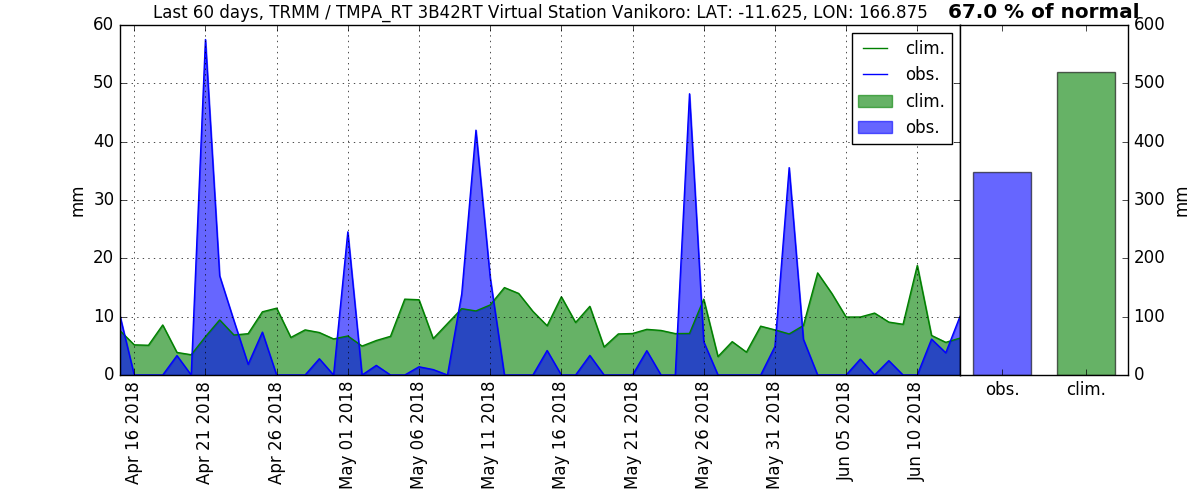 Last 60 days, TRMM / TMPA_RT 3B42RT Virtual Station Vanikoro: LAT: -11.625, LON: 166.875
67.0 % of normal
60
50
40
30
20
10
0
mm
clim.
obs.
clim.
obs.
Apr 16 2018
Apr 21 2018
Apr 26 2018
May 01 2018
May 06 2018
May 11 2018
May 16 2018
May 21 2018
May 26 2018
May 31 2018
Jun 05 2018
Jun 10 2018
600
500
400
300
200
100
0
mm
obs.
clim.